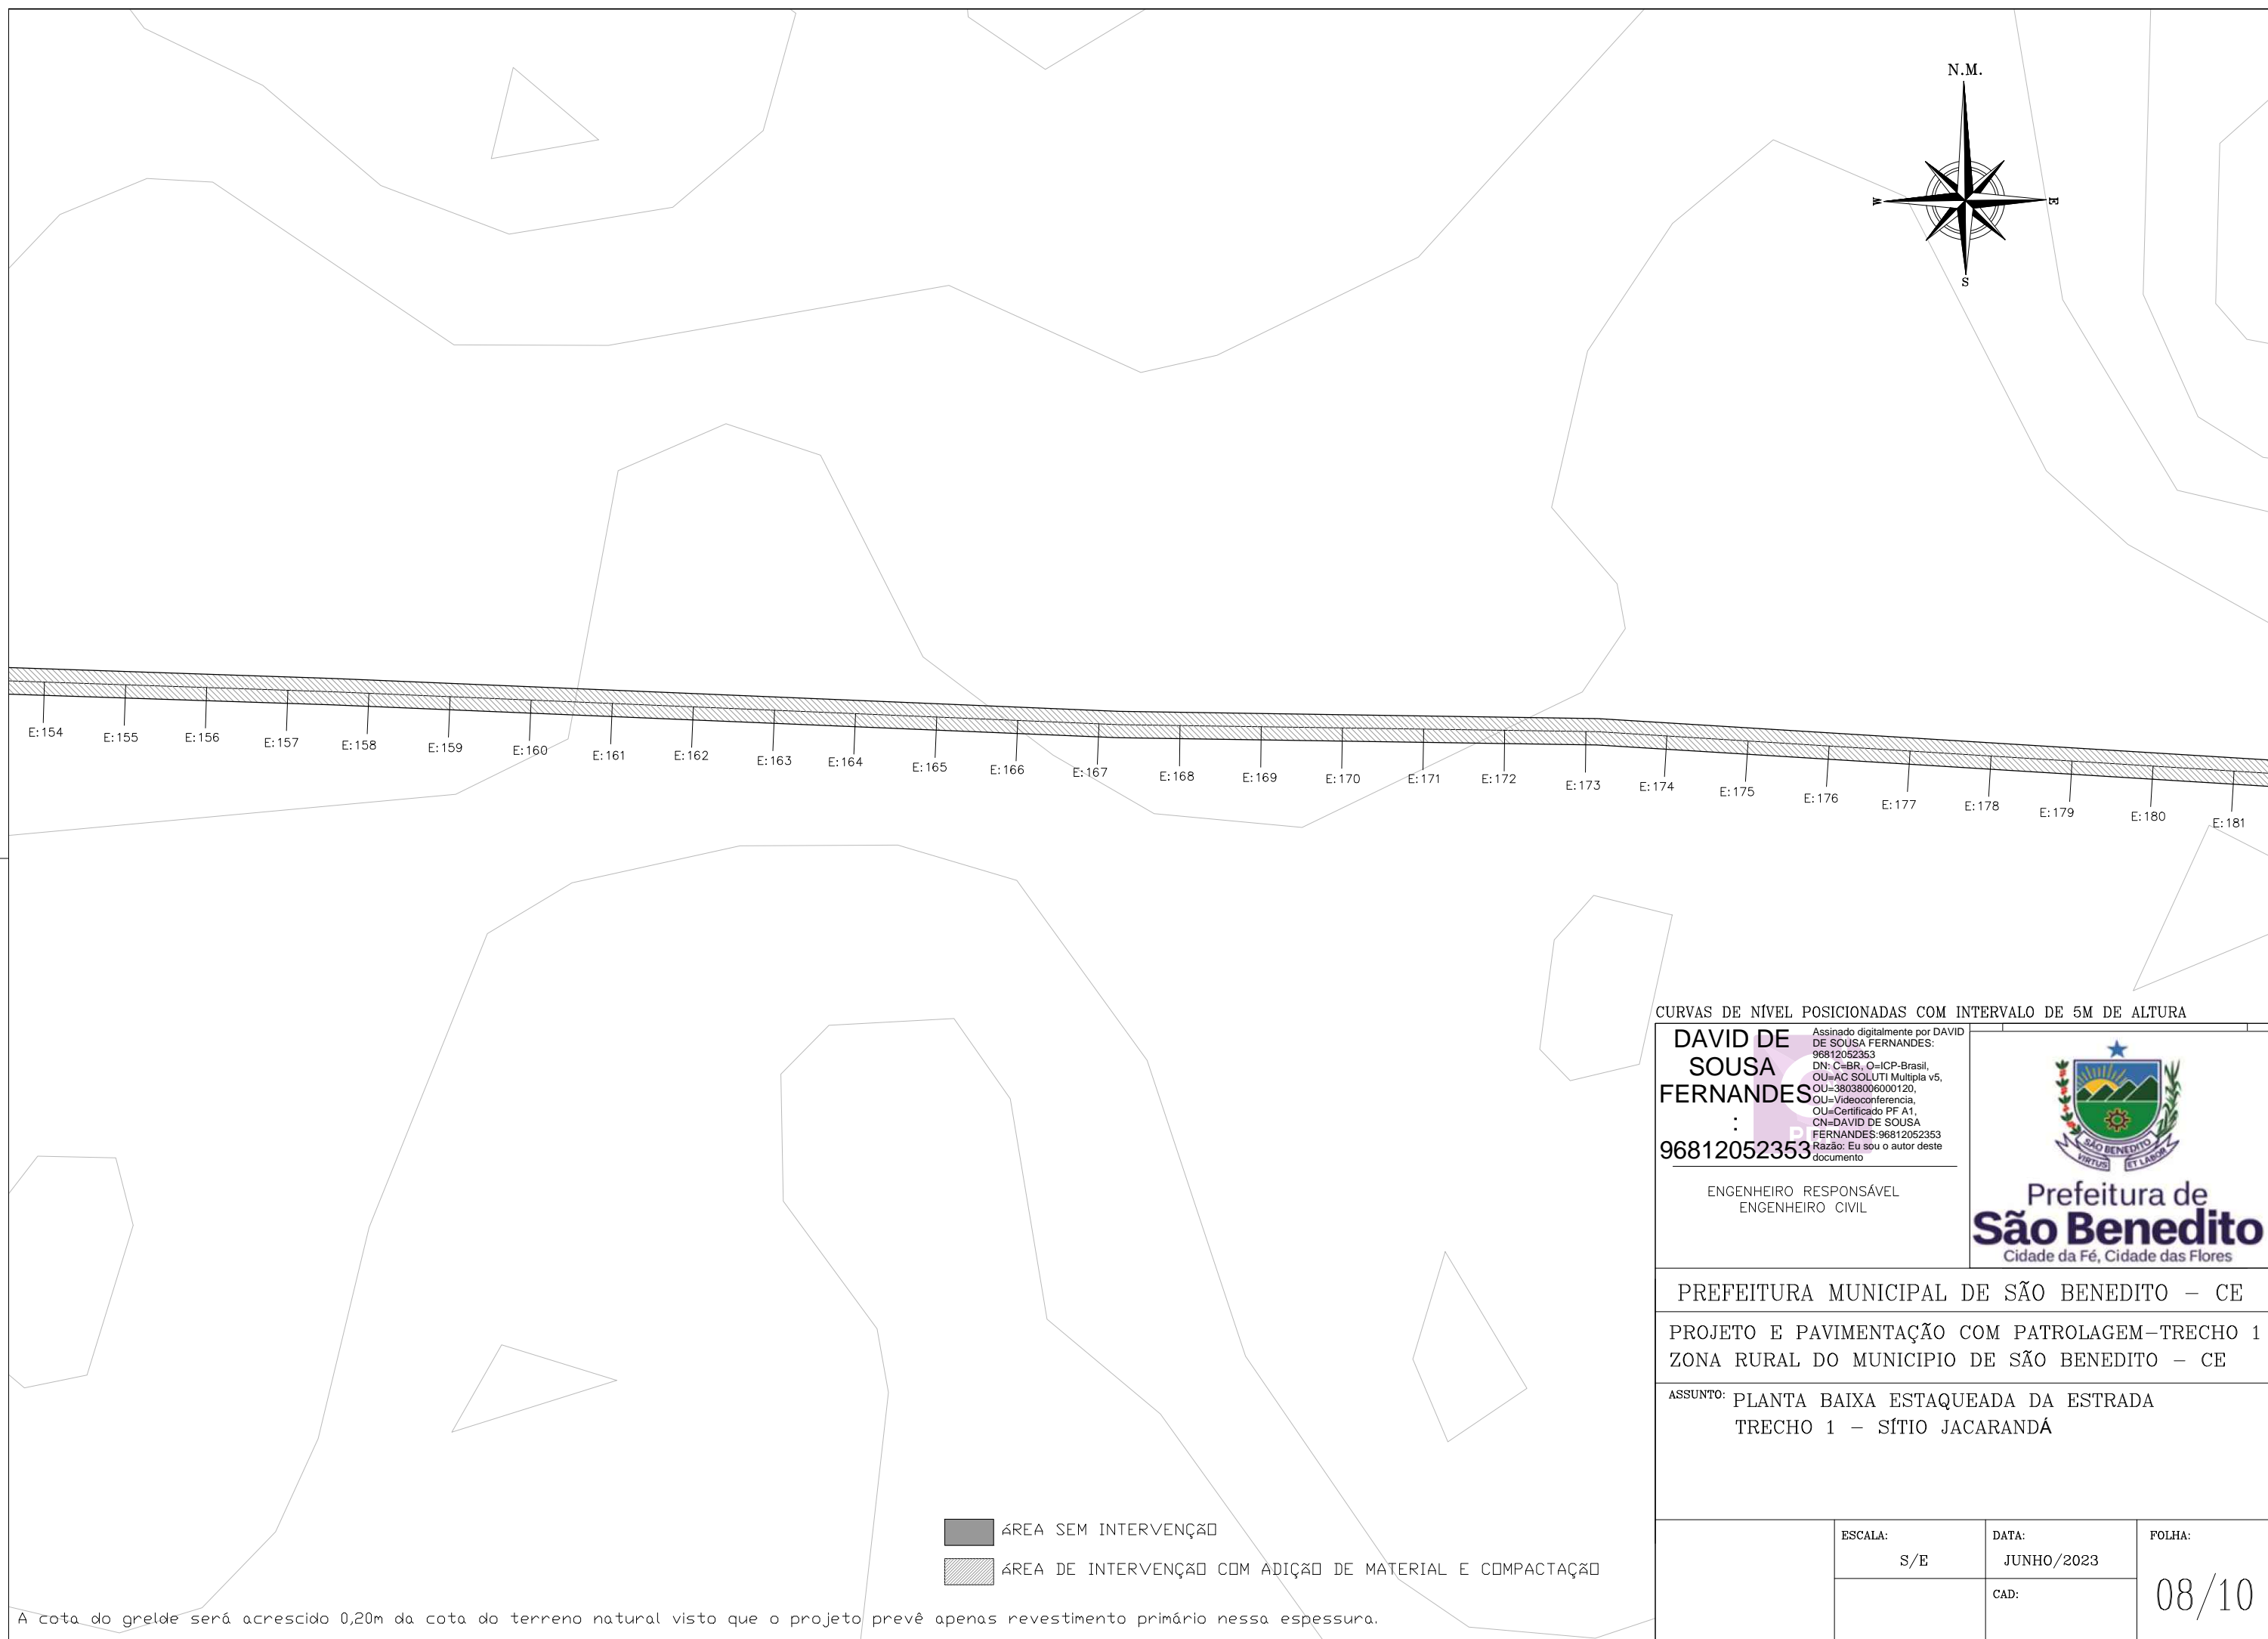 N.M.
W
E
S
E:154
E:155
E:156
E:157
E:158
E:159
E:160
E:161
E:162
E:163
E:164
E:165
E:166
E:167
E:168
E:169
E:170
E:171
E:172
E:173
E:174
E:175
E:176
E:177
E:178
E:179
E:180
E:181
CURVAS DE NÍVEL POSICIONADAS COM INTERVALO DE 5M DE ALTURA
DAVID DE
SOUSA
FERNANDES
:
96812052353
Assinado digitalmente por DAVID
DE SOUSA FERNANDES:
96812052353
DN: C=BR, O=ICP-Brasil,
OU=AC SOLUTI Multipla v5,
OU=38038006000120,
OU=Videoconferencia,
OU=Certificado PF A1,
CN=DAVID DE SOUSA
FERNANDES:96812052353
Razão: Eu sou o autor deste
documento
ENGENHEIRO RESPONSÁVEL
ENGENHEIRO CIVIL
SÃO BENEDITO
VIRTUS ET LABOR
Prefeitura de
São Benedito
Cidade da Fé, Cidade das Flores
PREFEITURA MUNICIPAL DE SÃO BENEDITO – CE
PROJETO E PAVIMENTAÇÃO COM PATROLAGEM–TRECHO 1
ZONA RURAL DO MUNICIPIO DE SÃO BENEDITO – CE
ASSUNTO: PLANTA BAIXA ESTAQUEADA DA ESTRADA
TRECHO 1 – SÍTIO JACARANDÁ
ÁREA SEM INTERVENÇÃO
ÁREA DE INTERVENÇÃO COM ADIÇÃO DE MATERIAL E COMPACTAÇÃO
ESCALA:
S/E
DATA:
JUNHO/2023
CAD:
FOLHA:
08/10
A cota do grelde será acrescido 0,20m da cota do terreno natural visto que o projeto prevê apenas revestimento primário nessa espessura.